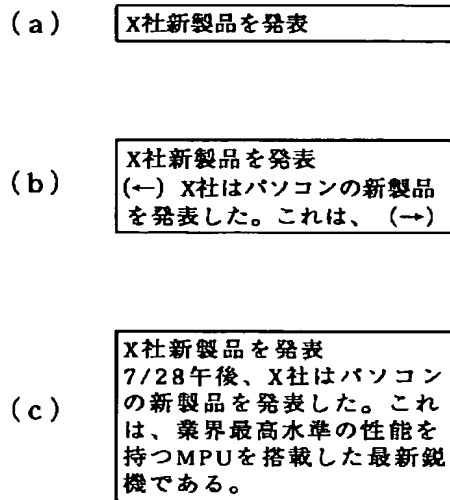 (a)
X社新製品を発表
(b)
X社新製品を発表
(←) X社はパソコンの新製品
を発表した。これは、 (→)
(c)
X社新製品を発表
7/28午後、X社はパソコン
の新製品を発表した。これ
は、業界最高水準の性能を
持つMPUを搭載した最新鋭
機である。